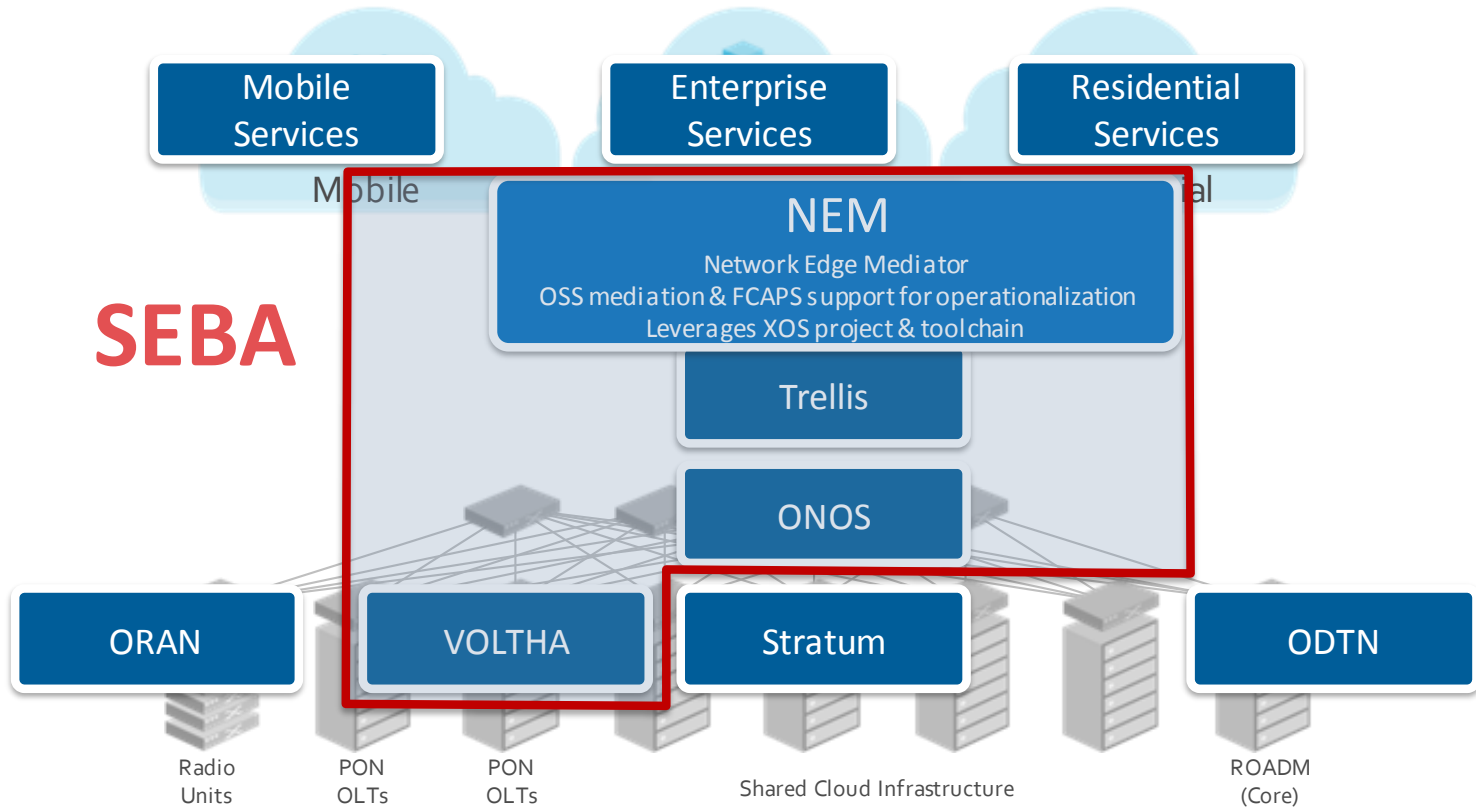 Mobile
Services
Enterprise
Services
Residential
Services
Mobile
ial
NEM
Network Edge Mediator
OSS mediation & FCAPS support for operationalization
Leverages XOS project & toolchain
SEBA
Trellis
ONOS
ORAN
VOLTHA
Stratum
ODTN
Radio
Units
PON
OLTs
PON
OLTs
Shared Cloud Infrastructure
ROADM
(Core)